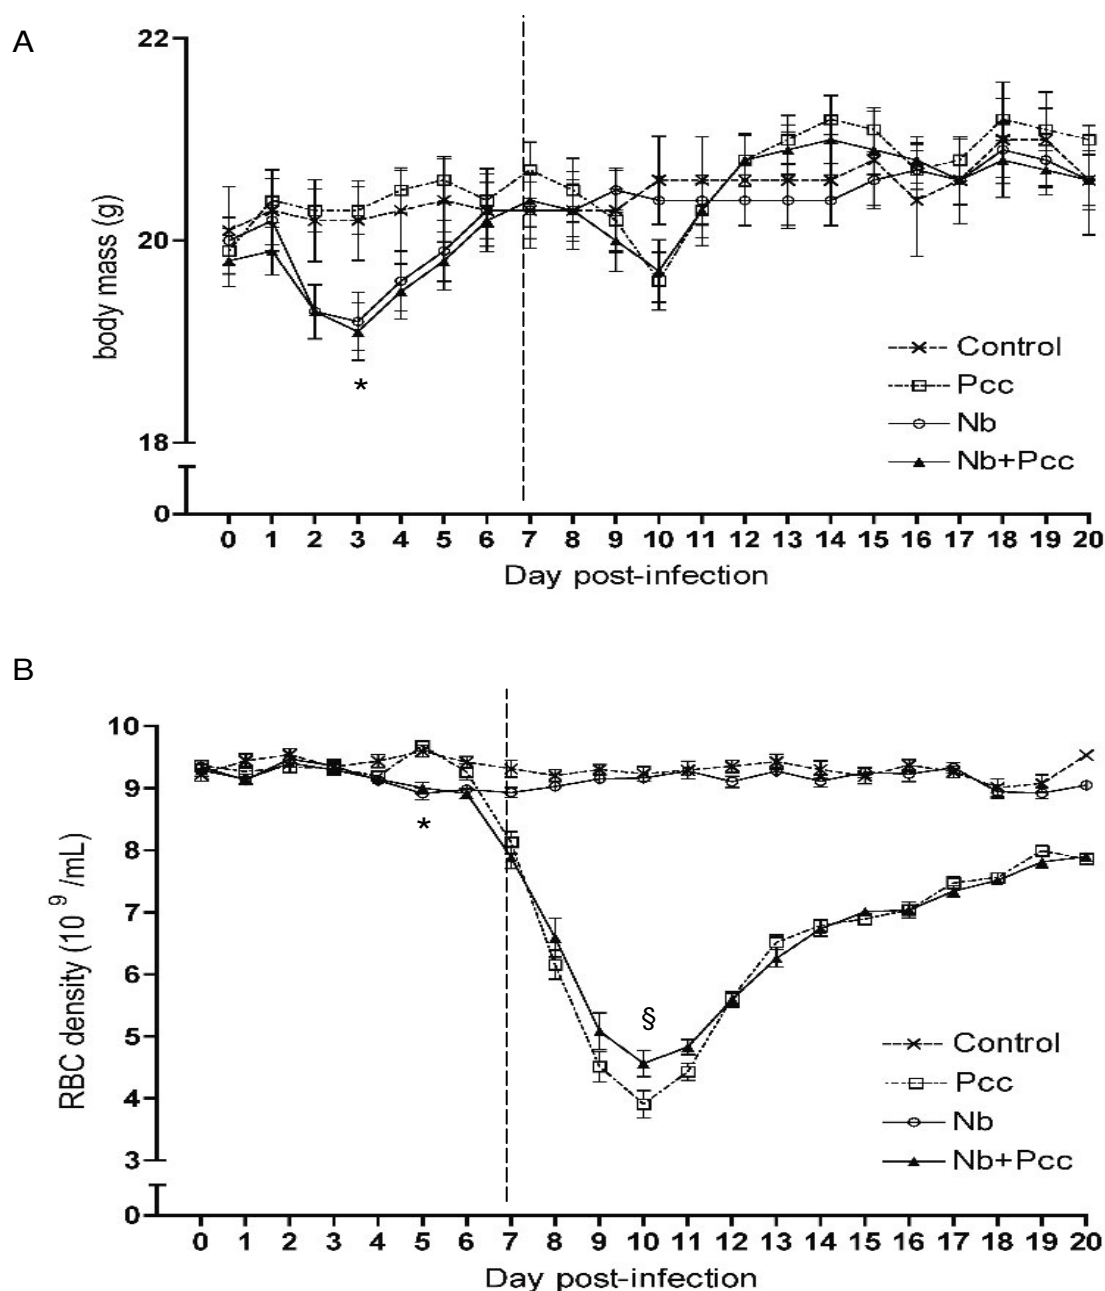 A
22
20
18
0
body mass (g)
*
Control
Pcc
Nb
Nb+Pcc
0 1 2 3 4 5 6 7 8 9 10 11 12 13 14 15 16 17 18 19 20
Day post-infection
B
10
9
8
7
6
5
4
3
0
RBC density (10 9 /mL)
*
§
Control
Pcc
Nb
Nb+Pcc
0 1 2 3 4 5 6 7 8 9 10 11 12 13 14 15 16 17 18 19 20
Day post-infection